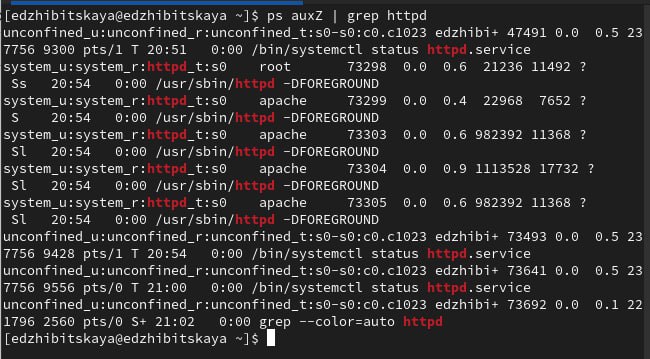 [edzhibitskaya@edzhibitskaya ~]$ ps auxZ | grep httpd
unconfined_u:unconfined_r:unconfined_t:s0-s0:c0.c1023 edzhibi+ 47491 0.0  0.5 23
7756 9300 pts/1 T 20:51   0:00 /bin/systemctl status httpd.service
system_u:system_r:httpd_t:s0    root       73298  0.0  0.6  21236 11492 ?
 Ss   20:54   0:00 /usr/sbin/httpd -DFOREGROUND
system_u:system_r:httpd_t:s0    apache     73299  0.0  0.4  22968  7652 ?
 S    20:54   0:00 /usr/sbin/httpd -DFOREGROUND
system_u:system_r:httpd_t:s0    apache     73303  0.0  0.6 982392 11368 ?
 Sl   20:54   0:00 /usr/sbin/httpd -DFOREGROUND
system_u:system_r:httpd_t:s0    apache     73304  0.0  0.9 1113528 17732 ?
 Sl   20:54   0:00 /usr/sbin/httpd -DFOREGROUND
system_u:system_r:httpd_t:s0    apache     73305  0.0  0.6 982392 11368 ?
 Sl   20:54   0:00 /usr/sbin/httpd -DFOREGROUND
unconfined_u:unconfined_r:unconfined_t:s0-s0:c0.c1023 edzhibi+ 73493 0.0  0.5 23
7756 9428 pts/1 T 20:54   0:00 /bin/systemctl status httpd.service
unconfined_u:unconfined_r:unconfined_t:s0-s0:c0.c1023 edzhibi+ 73641 0.0  0.5 23
7756 9556 pts/0 T 21:00   0:00 /bin/systemctl status httpd.service
unconfined_u:unconfined_r:unconfined_t:s0-s0:c0.c1023 edzhibi+ 73692 0.0  0.1 22
1796 2560 pts/0 S+ 21:02   0:00 grep --color=auto httpd
[edzhibitskaya@edzhibitskaya ~]$